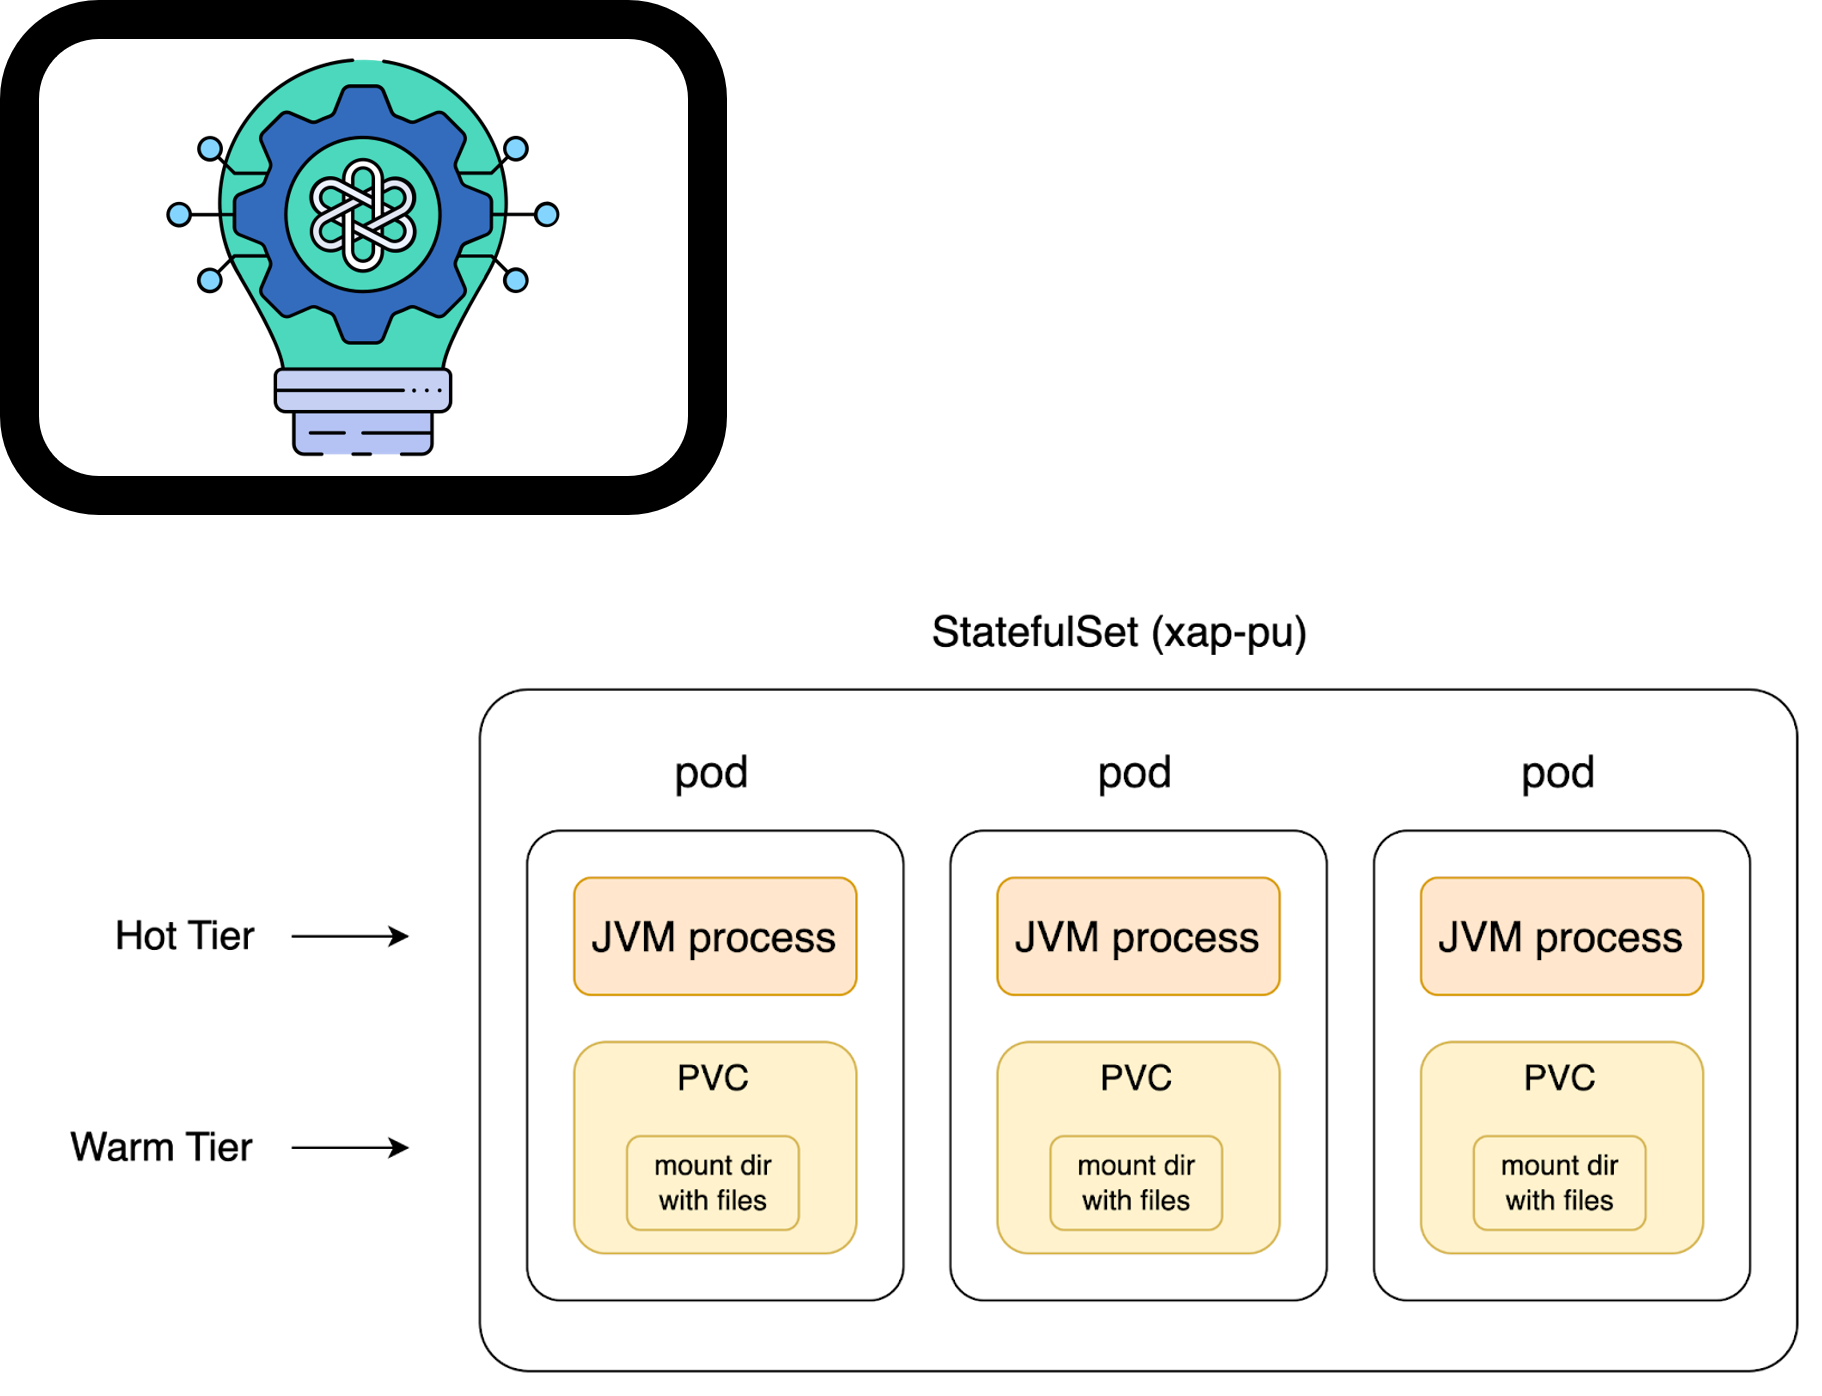 StatefulSet (xap-pu)
pod
pod
pod
Hot Tier
JVM process
JVM process
JVM process
Warm Tier
PVC
mount dir
with files
PVC
mount dir
with files
PVC
mount dir
with files